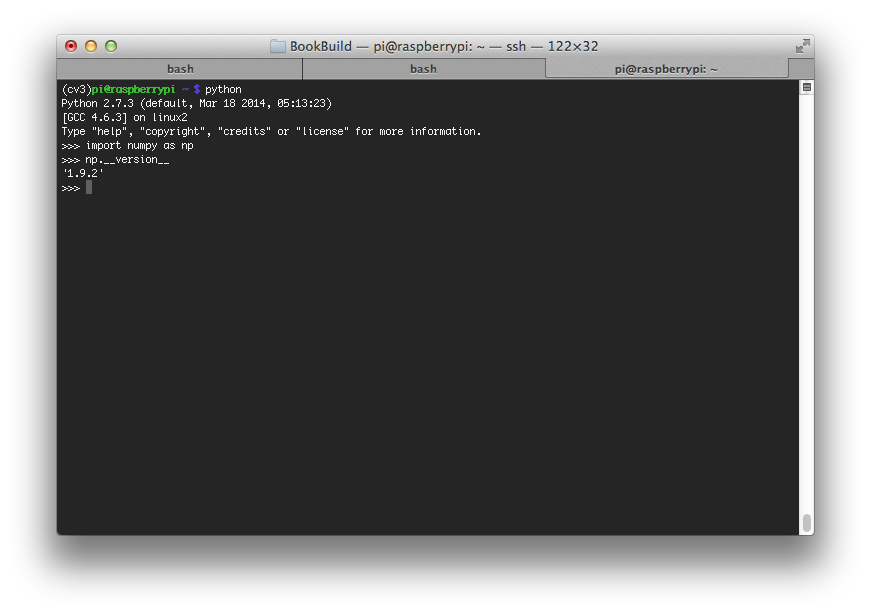 BookBuild — pi@raspberrypi: ~ — ssh — 122×32
bash bash pi@raspberrypi: ~
(cv3)pi@raspberrypi ~ $ python
Python 2.7.3 (default, Mar 18 2014, 05:13:23)
[GCC 4.6.3] on linux2
Type "help", "copyright", "credits" or "license" for more information.
>>> import numpy as np
>>> np.__version__
'1.9.2'
>>>